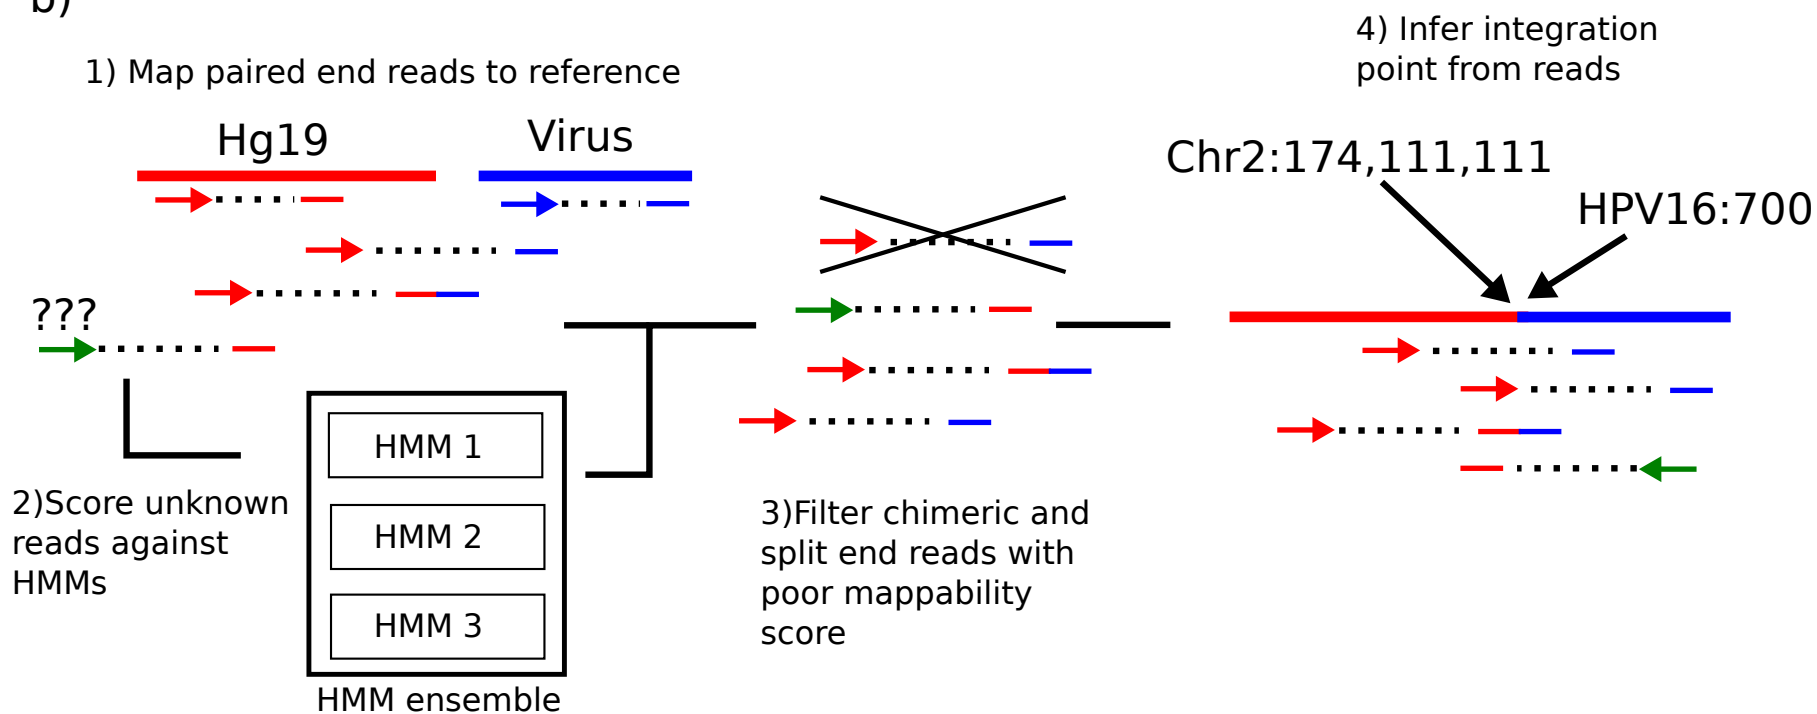 b)
1) Map paired end reads to reference
Hg19
Virus
???
2)Score unknown
reads against
HMMs
HMM 1
HMM 2
HMM 3
HMM ensemble
3)Filter chimeric and
split end reads with
poor mappability
score
4) Infer integration
point from reads
Chr2:174,111,111
HPV16:700